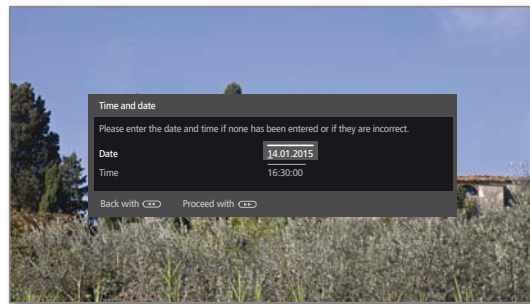 Time and date
Please enter the date and time if none has been entered or if they are incorrect.
Date 14.01.2015
Time 16:30:00
Back with Proceed with